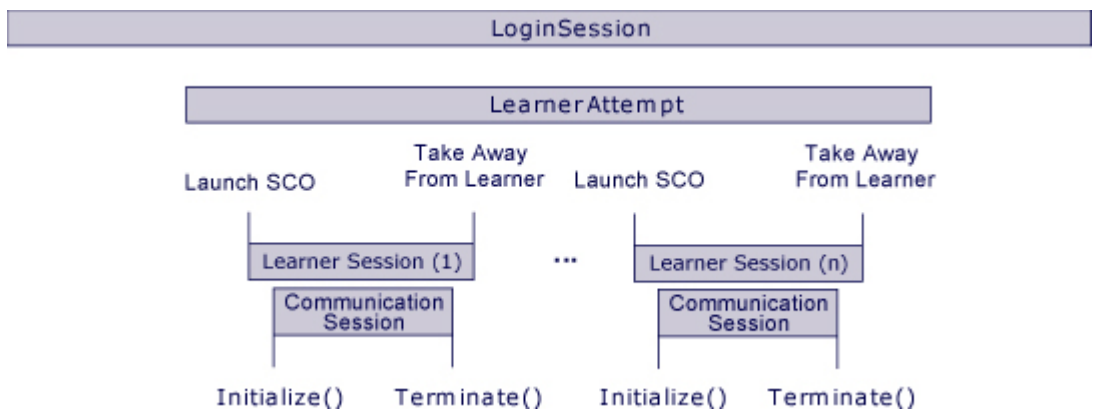 LoginSession
LearnerAttempt
Launch SCO
Take Away
From Learner
Launch SCO
Take Away
From Learner
Learner Session (1)
...
Learner Session (n)
Communication
Session
Communication
Session
Initialize()
Terminate()
Initialize()
Terminate()